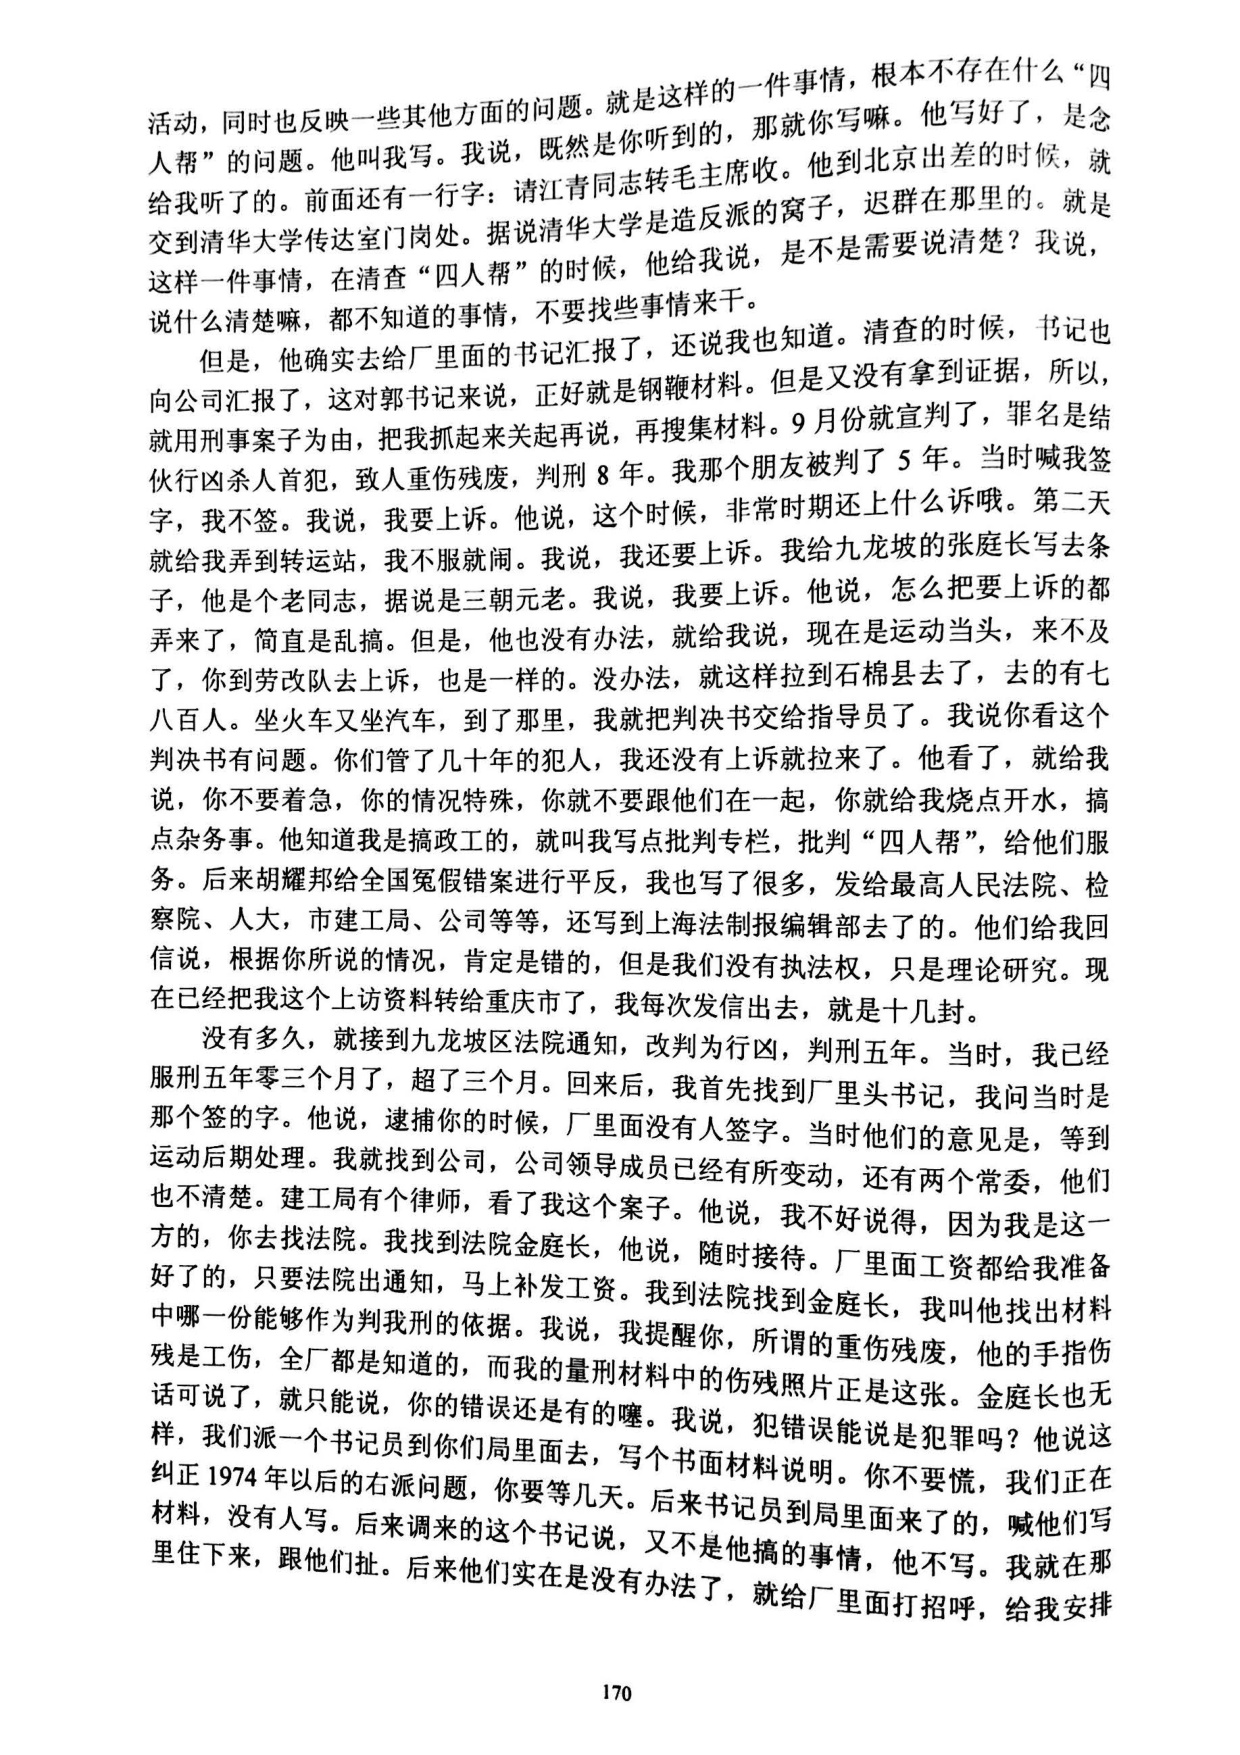 活动，同时也反映一些其他方面的问题。就是这样的一件事情，根本不存在什么“四
人帮”的问题。他叫我写。我说，既然是你听到的，那就你写嘛。他写好了，是念
给我听了的。前面还有一行字：请江青同志转毛主席收。他到北京出差的时候，就
交到清华大学传达室门岗处。据说清华大学是造反派的窝子，迟群在那里的。就是
这样一件事情，在清查“四人帮”的时候，他给我说，是不是需要说清楚？我说，
说什么清楚嘛，都不知道的事情，不要找些事情来干。
但是，他确实去给厂里面的书记汇报了，还说我也知道。清查的时候，书记也
向公司汇报了，这对郭书记来说，正好就是钢鞭材料。但是又没有拿到证据，所以，
就用刑事案子为由，把我抓起来关起再说，再搜集材料。9 月份就宣判了，罪名是结
伙行凶杀人首犯，致人重伤残废，判刑 8 年。我那个朋友被判了 5 年。当时喊我签
字，我不签。我说，我要上诉。他说，这个时候，非常时期还上什么诉哦。第二天
就给我弄到转运站，我不服就闹。我说，我还要上诉。我给九龙坡的张庭长写去条
子，他是个老同志，据说是三朝元老。我说，我要上诉。他说，怎么把要上诉的都
弄来了，简直是乱搞。但是，他也没有办法，就给我说，现在是运动当头，来不及
了，你到劳改队去上诉，也是一样的。没办法，就这样拉到石棉县去了，去的有七
八百人。坐火车又坐汽车，到了那里，我就把判决书交给指导员了。我说你看这个
判决书有问题。你们管了几十年的犯人，我还没有上诉就拉来了。他看了，就给我
说，你不要着急，你的情况特殊，你就不要跟他们在一起，你就给我烧点开水，搞
点杂务事。他知道我是搞政工的，就叫我写点批判专栏，批判“四人帮”，给他们服
务。后来胡耀邦给全国冤假错案进行平反，我也写了很多，发给最高人民法院、检
察院、人大，市建工局、公司等等，还写到上海法制报编辑部去了的。他们给我回
信说，根据你所说的情况，肯定是错的，但是我们没有执法权，只是理论研究。现
在已经把我这个上访资料转给重庆市了，我每次发信出去，就是十几封。
没有多久，就接到九龙坡区法院通知，改判为行凶，判刑五年。当时，我已经
服刑五年零三个月了，超了三个月。回来后，我首先找到厂里头书记，我问当时是
那个签的字。他说，逮捕你的时候，厂里面没有人签字。当时他们的意见是，等到
运动后期处理。我就找到公司，公司领导成员已经有所变动，还有两个常委，他们
也不清楚。建工局有个律师，看了我这个案子。他说，我不好说得，因为我是这一
方的，你去找法院。我找到法院金庭长，他说，随时接待。厂里面工资都给我准备
好了的，只要法院出通知，马上补发工资。我到法院找到金庭长，我叫他找出材料
中哪一份能够作为判我刑的依据。我说，我提醒你，所谓的重伤残废，他的手指伤
残是工伤，全厂都是知道的，而我的量刑材料中的伤残照片正是这张。金庭长也无
话可说了，就只能说，你的错误还是有的噻。我说，犯错误能说是犯罪吗？他说这
样，我们派一个书记员到你们局里面去，写个书面材料说明。你不要慌，我们正在
纠正 1974 年以后的右派问题，你要等几天。后来书记员到局里面来了的，喊他们写
材料，没有人写。后来调来的这个书记说，又不是他搞的事情，他不写。我就在那
里住下来，跟他们扯。后来他们实在是没有办法了，就给厂里面打招呼，给我安排
170